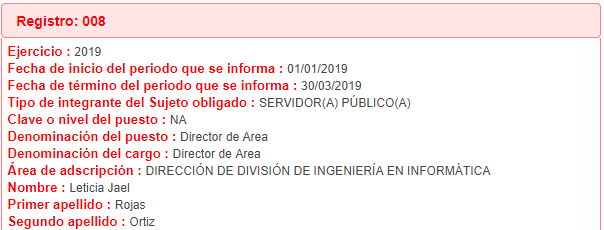 Registro: 008
Ejercicio : 2019
Fecha de inicio del periodo que se informa : 01/01/2019
Fecha de término del periodo que se informa : 30/03/2019
Tipo de integrante del Sujeto obligado : SERVIDOR(A) PÚBLICO(A)
Clave o nivel del puesto : NA
Denominación del puesto : Director de Area
Denominación del cargo : Director de Area
Área de adscripción : DIRECCIÓN DE DIVISIÓN DE INGENIERÍA EN INFORMÀTICA
Nombre : Leticia Jael
Primer apellido : Rojas
Segundo apellido : Ortiz